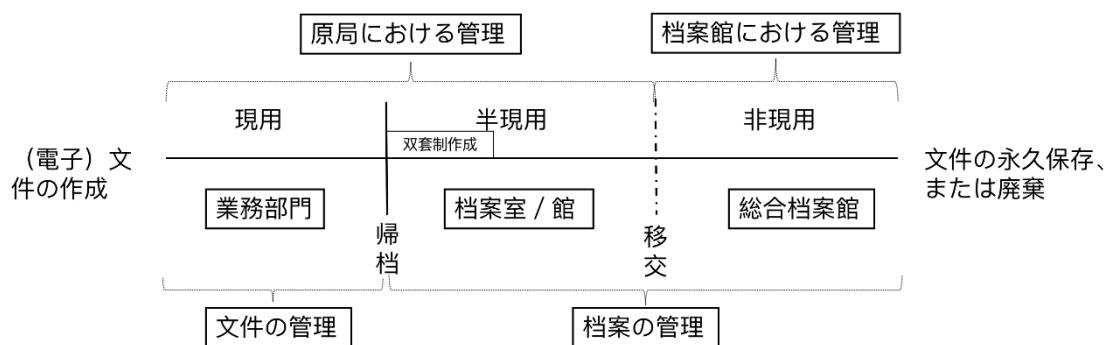 原局における管理
档案館における管理
現用
半現用
非現用
双套制作成
（電子）文
件の作成
文件の永久保存、
または廃棄
業務部門
档案室 / 館
総合档案館
帰
档
移
交
文件の管理
档案の管理